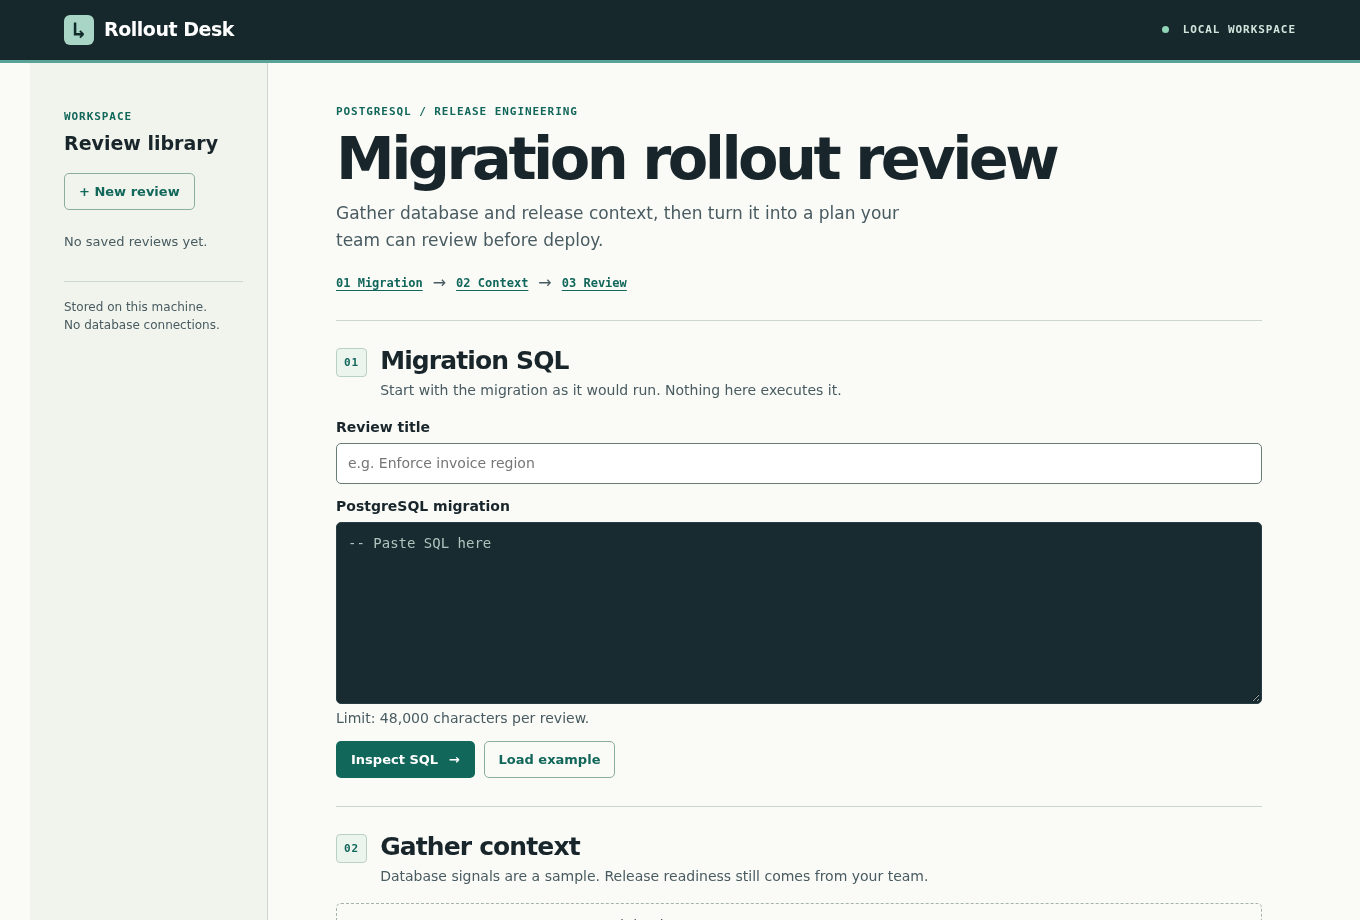 Rollout Desk
LOCAL WORKSPACE
WORKSPACE
Review library
+ New review
No saved reviews yet.
Stored on this machine.
No database connections.
POSTGRESQL / RELEASE ENGINEERING
Migration rollout review
Gather database and release context, then turn it into a plan your
team can review before deploy.
01 Migration → 02 Context → 03 Review
01 Migration SQL
Start with the migration as it would run. Nothing here executes it.
Review title
e.g. Enforce invoice region
PostgreSQL migration
-- Paste SQL here
Limit: 48,000 characters per review.
Inspect SQL → Load example
02 Gather context
Database signals are a sample. Release readiness still comes from your team.